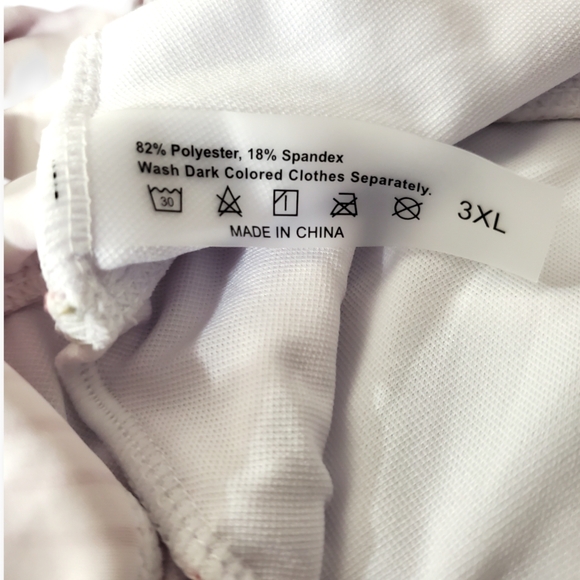 82% Polyester, 18% Spandex
Wash Dark Colored Clothes Separately.
30
3XL
MADE IN CHINA